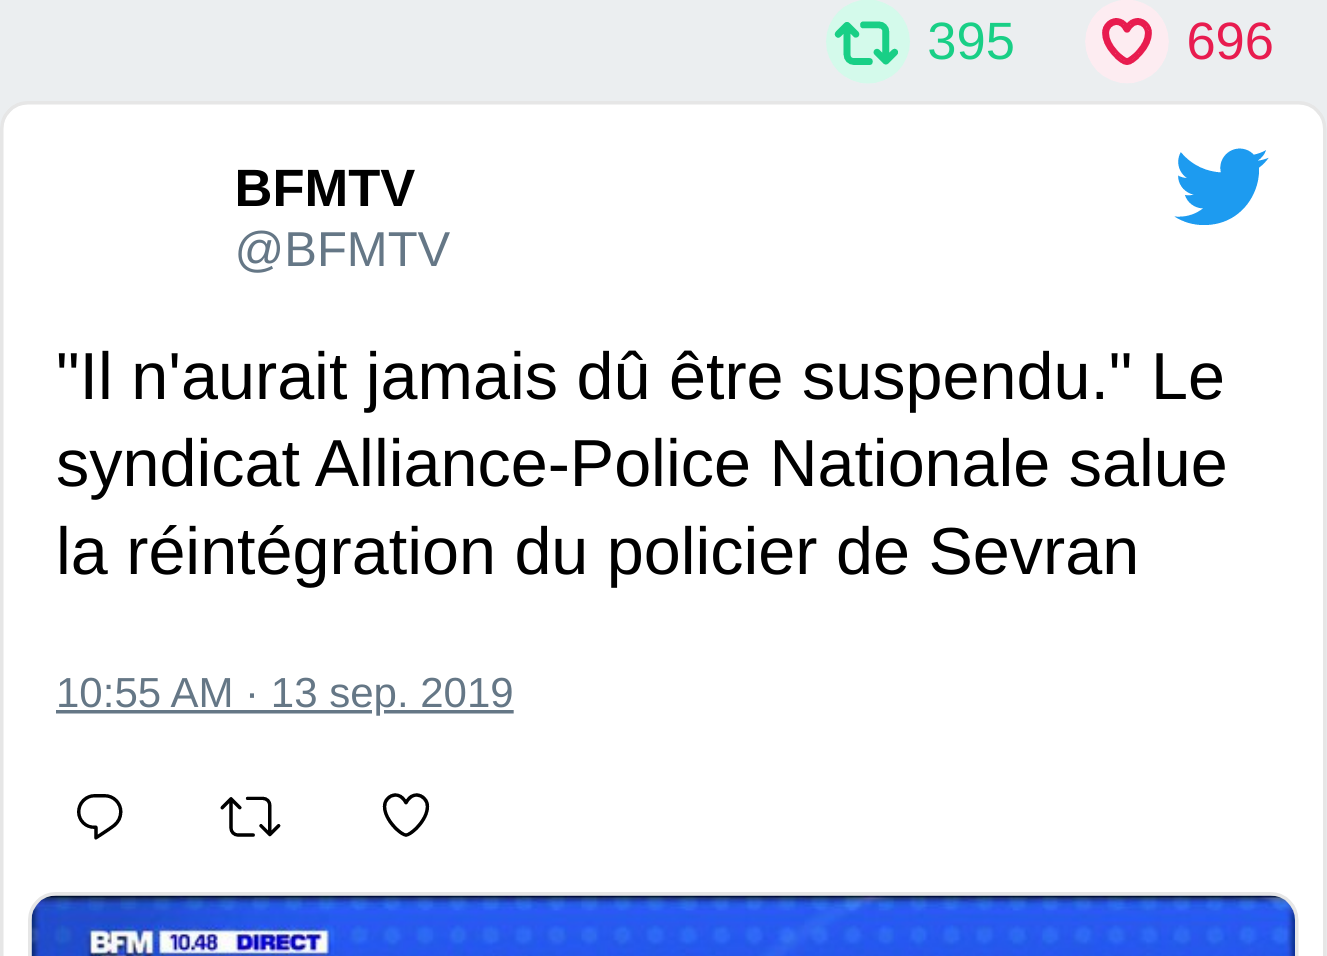 395 696
BFMTV
@BFMTV
"Il n'aurait jamais dû être suspendu." Le
syndicat Alliance-Police Nationale salue
la réintégration du policier de Sevran
10:55 AM · 13 sep. 2019
BFM 10.48 DIRECT